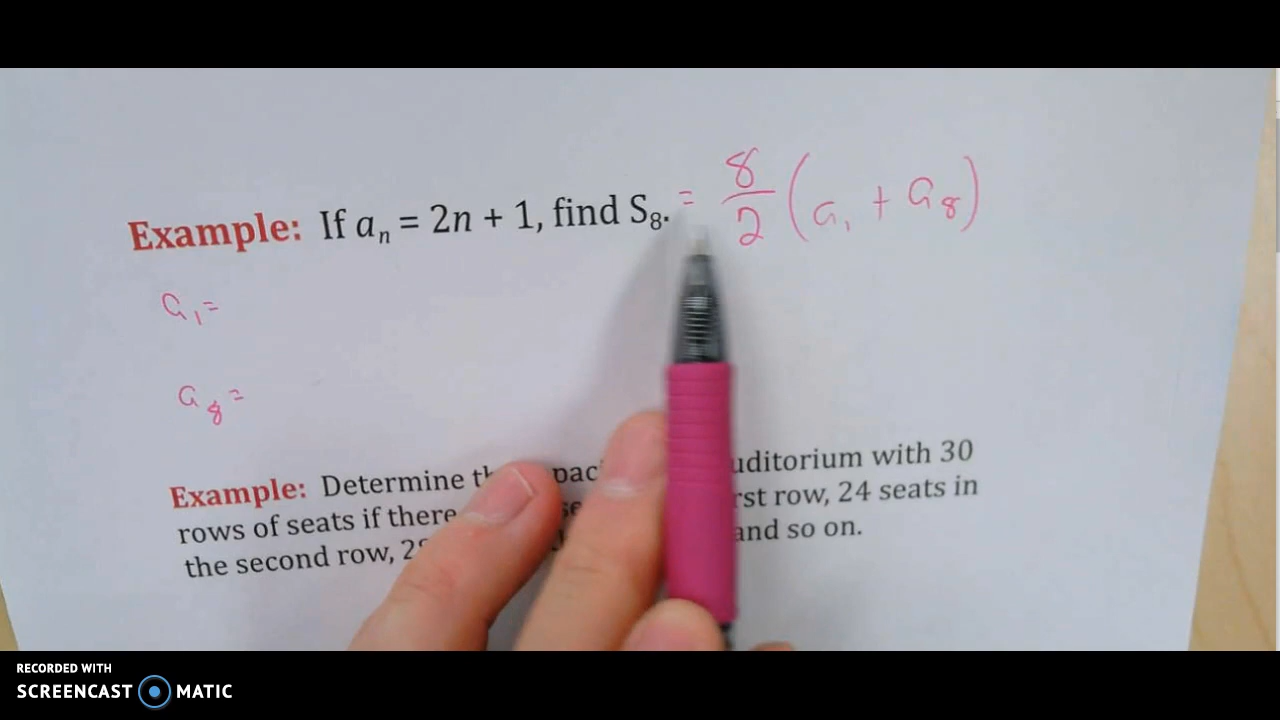 Example: If aₙ = 2n + 1, find S₈. = 8/2 (a₁ + a₈)
a₁ =
a₈ =
Example: Determine uditorium with 30
rows of seats if there rst row, 24 seats in
the second row, and so on.
RECORDED WITH
SCREENCAST MATIC